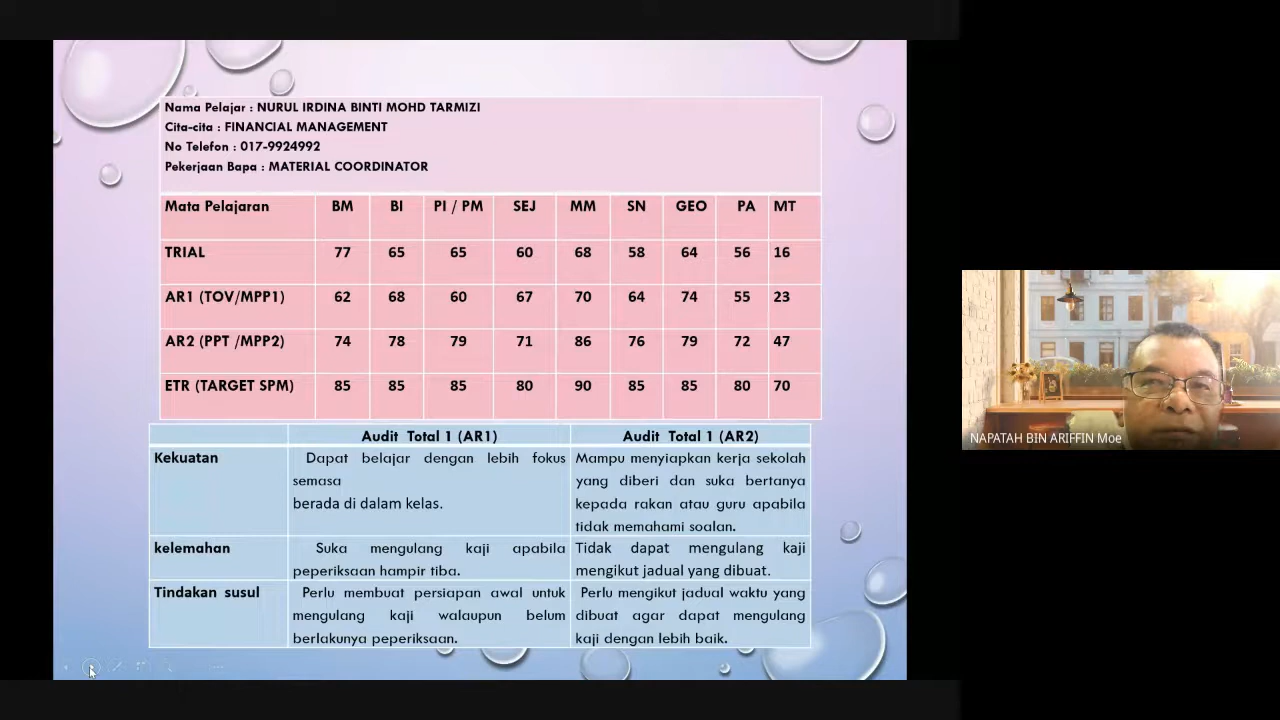 Nama Pelajar : NURUL IRDINA BINTI MOHD TARMIZI
Cita-cita : FINANCIAL MANAGEMENT
No Telefon : 017-9924992
Pekerjaan Bapa : MATERIAL COORDINATOR
Mata Pelajaran BM BI PI / PM SEJ MM SN GEO PA MT
TRIAL 77 65 65 60 68 58 64 56 16
AR1 (TOV/MPP1) 62 68 60 67 70 64 74 55 23
AR2 (PPT /MPP2) 74 78 79 71 86 76 79 72 47
ETR (TARGET SPM) 85 85 85 80 90 85 85 80 70
Audit Total 1 (AR1) Audit Total 1 (AR2)
Kekuatan
Dapat belajar dengan lebih fokus
semasa
berada di dalam kelas.
Mampu menyiapkan kerja sekolah
yang diberi dan suka bertanya
kepada rakan atau guru apabila
tidak memahami soalan.
kelemahan
Suka mengulang kaji apabila
peperiksaan hampir tiba.
Tidak dapat mengulang kaji
mengikut jadual yang dibuat.
Tindakan susul
Perlu membuat persiapan awal untuk
mengulang kaji walaupun belum
berlakunya peperiksaan.
Perlu mengikut jadual waktu yang
dibuat agar dapat mengulang
kaji dengan lebih baik.
NAPATAH BIN ARIFFIN Moe